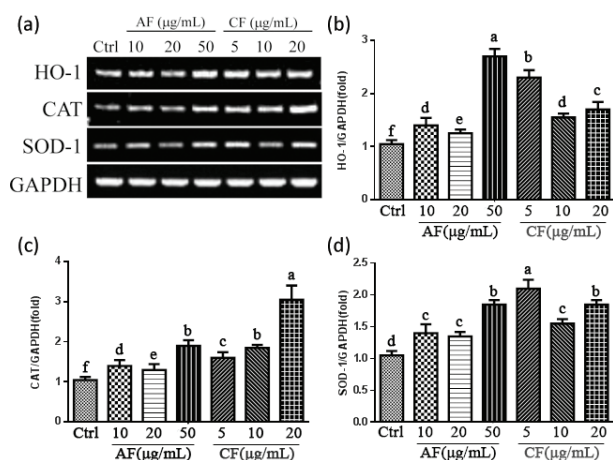 (a)
AF (µg/mL) CF (µg/mL)
Ctrl 10 20 50 5 10 20
HO-1
CAT
SOD-1
GAPDH
(b)
HO-1/GAPDH(fold)
3
2
1
0
f d e a b d c
Ctrl 10 20 50 5 10 20
AF(µg/mL) CF(µg/mL)
(c)
CAT/GAPDH(fold)
4
3
2
1
0
f d e b c b a
Ctrl 10 20 50 5 10 20
AF(µg/mL) CF(µg/mL)
(d)
SOD-1/GAPDH(fold)
2.5
2.0
1.5
1.0
0.5
0.0
d c c b a c b
Ctrl 10 20 50 5 10 20
AF(µg/mL) CF(µg/mL)